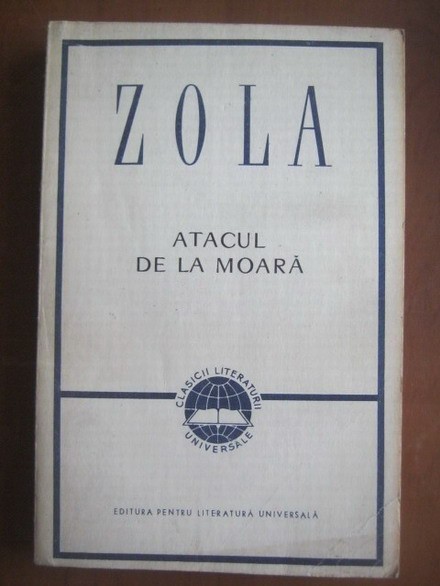 ZOLA
ATACUL
DE LA MOARĂ
CLASICII LITERATURII
UNIVERSALE
EDITURA PENTRU LITERATURĂ UNIVERSALĂ